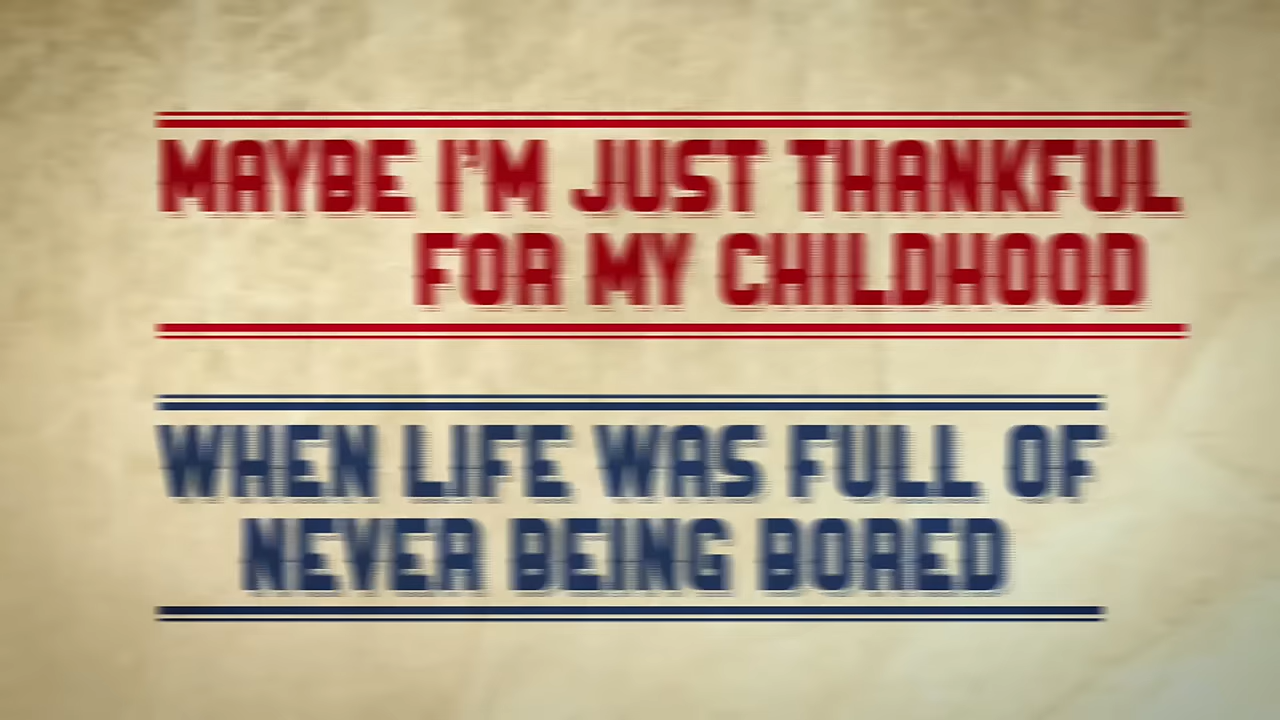 MAYBE I'M JUST THANKFUL
FOR MY CHILDHOOD
WHEN LIFE WAS FULL OF
NEVER BEING BORED